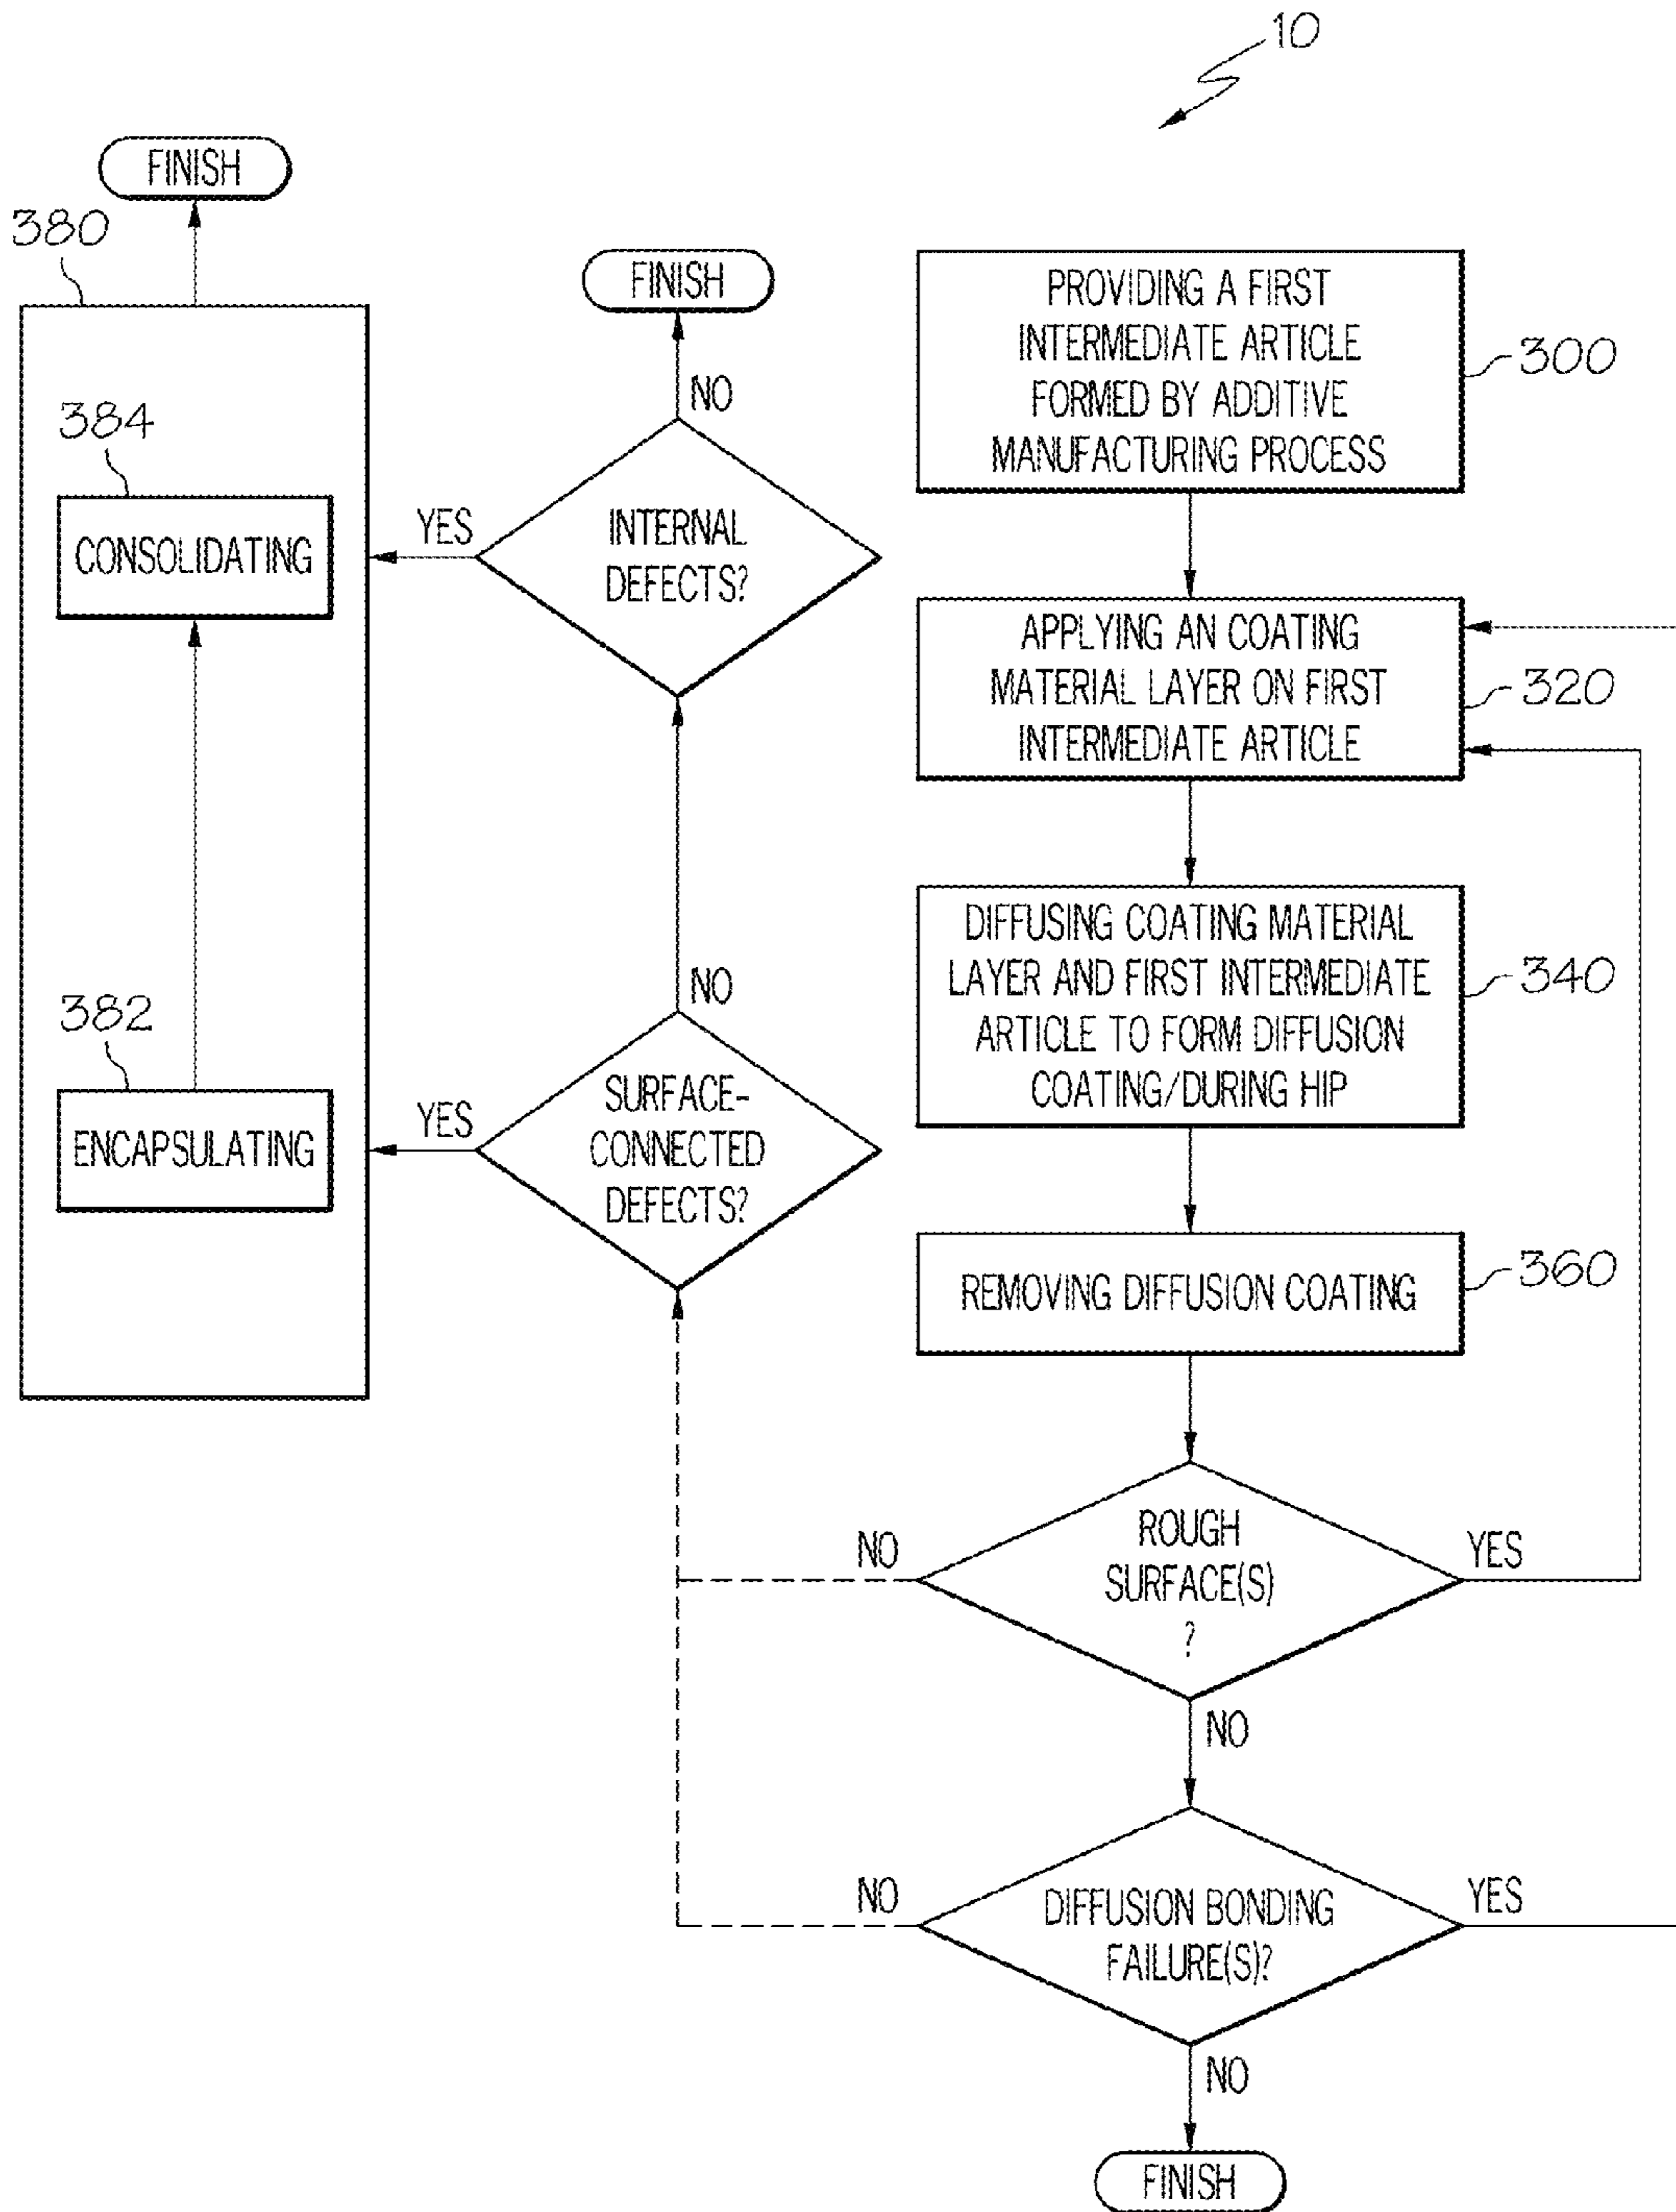 10
FINISH
380
384
CONSOLIDATING
382
ENCAPSULATING
FINISH
NO
YES
INTERNAL
DEFECTS?
NO
YES
SURFACE-
CONNECTED
DEFECTS?
PROVIDING A FIRST
INTERMEDIATE ARTICLE
FORMED BY ADDITIVE
MANUFACTURING PROCESS
300
APPLYING AN COATING
MATERIAL LAYER ON FIRST
INTERMEDIATE ARTICLE
320
DIFFUSING COATING MATERIAL
LAYER AND FIRST INTERMEDIATE
ARTICLE TO FORM DIFFUSION
COATING/DURING HIP
340
REMOVING DIFFUSION COATING
360
NO
ROUGH
SURFACE(S)
?
YES
NO
NO
DIFFUSION BONDING
FAILURE(S)?
YES
NO
FINISH